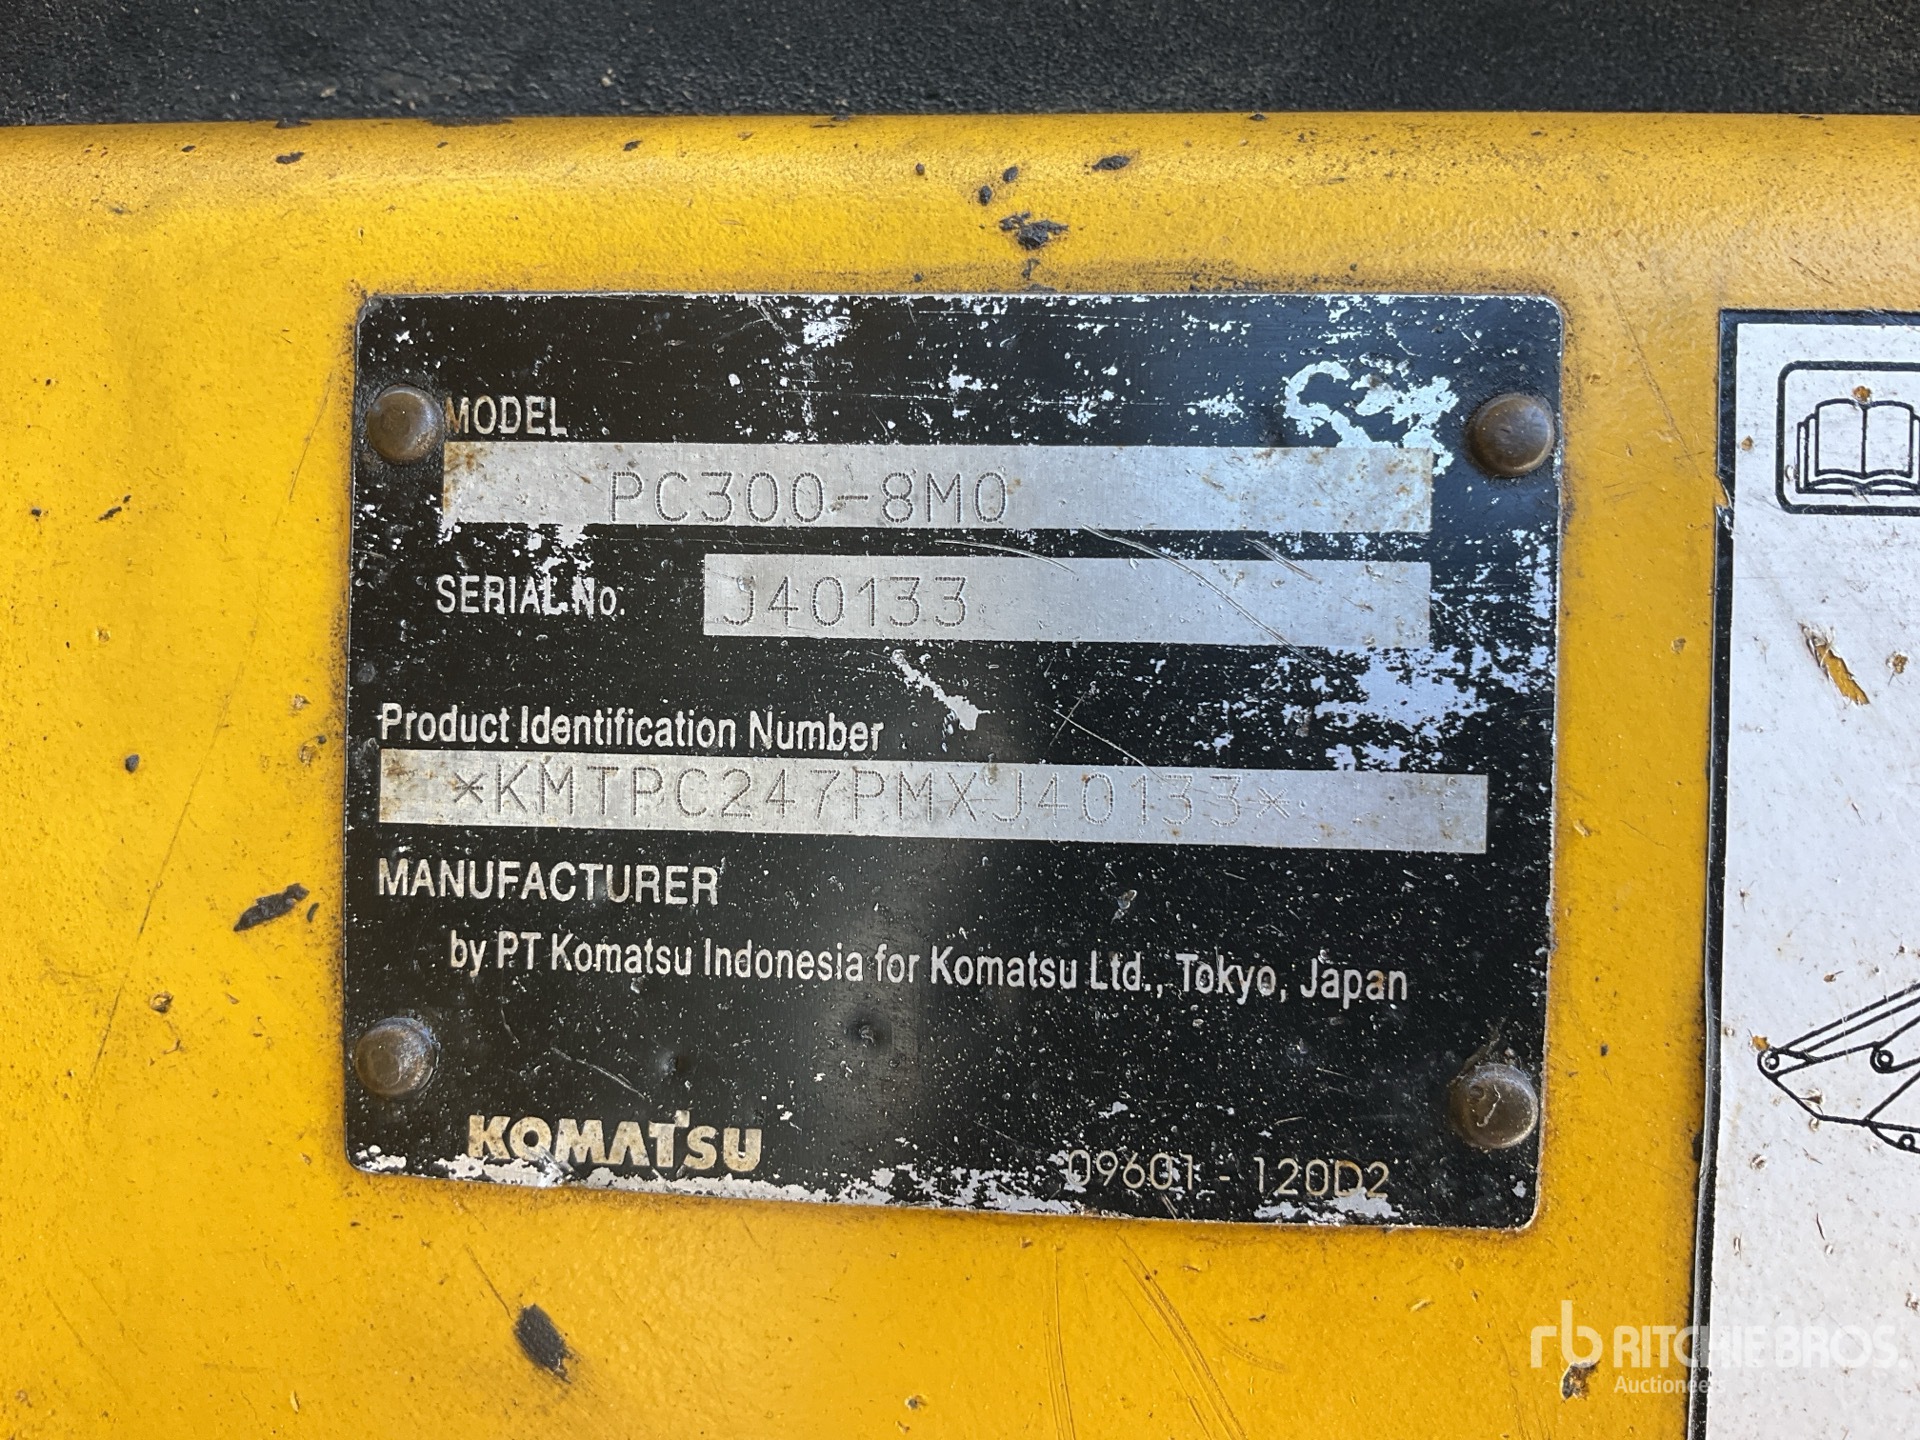 MODEL
PC300-8M0
SERIAL No.
J40133
Product Identification Number
*KMTPC247PMXJ40133*
MANUFACTURER
by PT Komatsu Indonesia for Komatsu Ltd., Tokyo, Japan
KOMATSU
09601 - 120D2
rb RITCHIE BROS.
Auctioneers